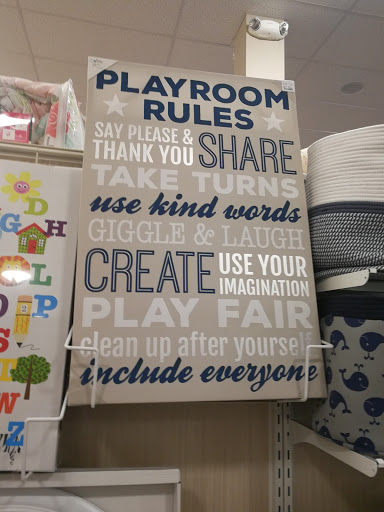 PLAYROOM
RULES
SAY PLEASE &
THANK YOU
SHARE
TAKE TURNS
use kind words
GIGGLE & LAUGH
CREATE
USE YOUR
IMAGINATION
PLAY FAIR
clean up after yourself
include everyone